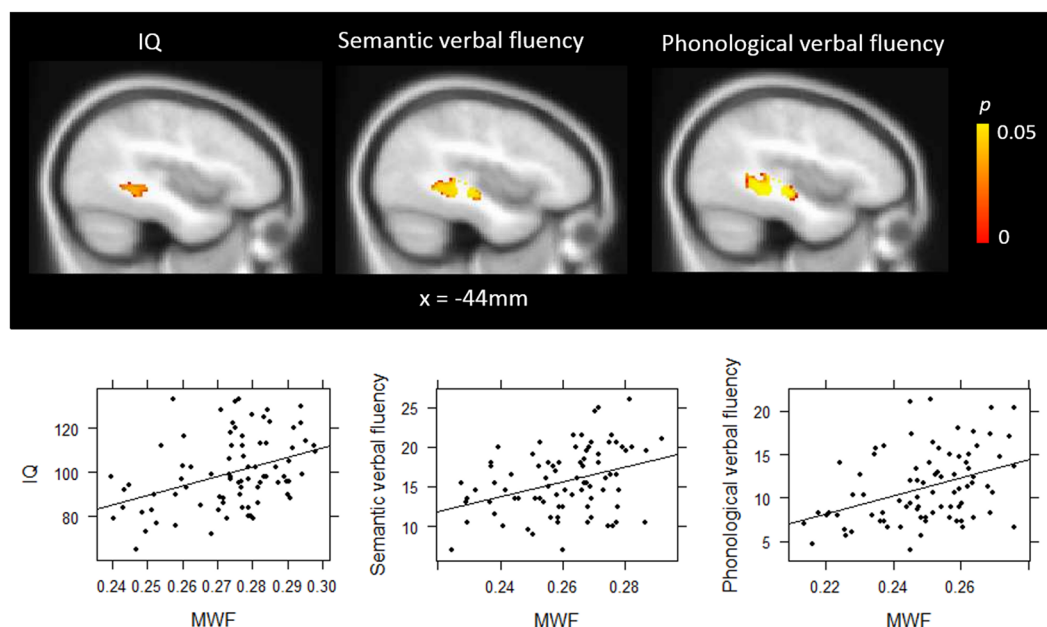 IQ
Semantic verbal fluency
Phonological verbal fluency
p
0.05
0
x = -44mm
IQ
120
100
80
0.24 0.25 0.26 0.27 0.28 0.29 0.30
MWF
Semantic verbal fluency
25
20
15
10
0.24 0.26 0.28
MWF
Phonological verbal fluency
20
15
10
5
0.22 0.24 0.26
MWF